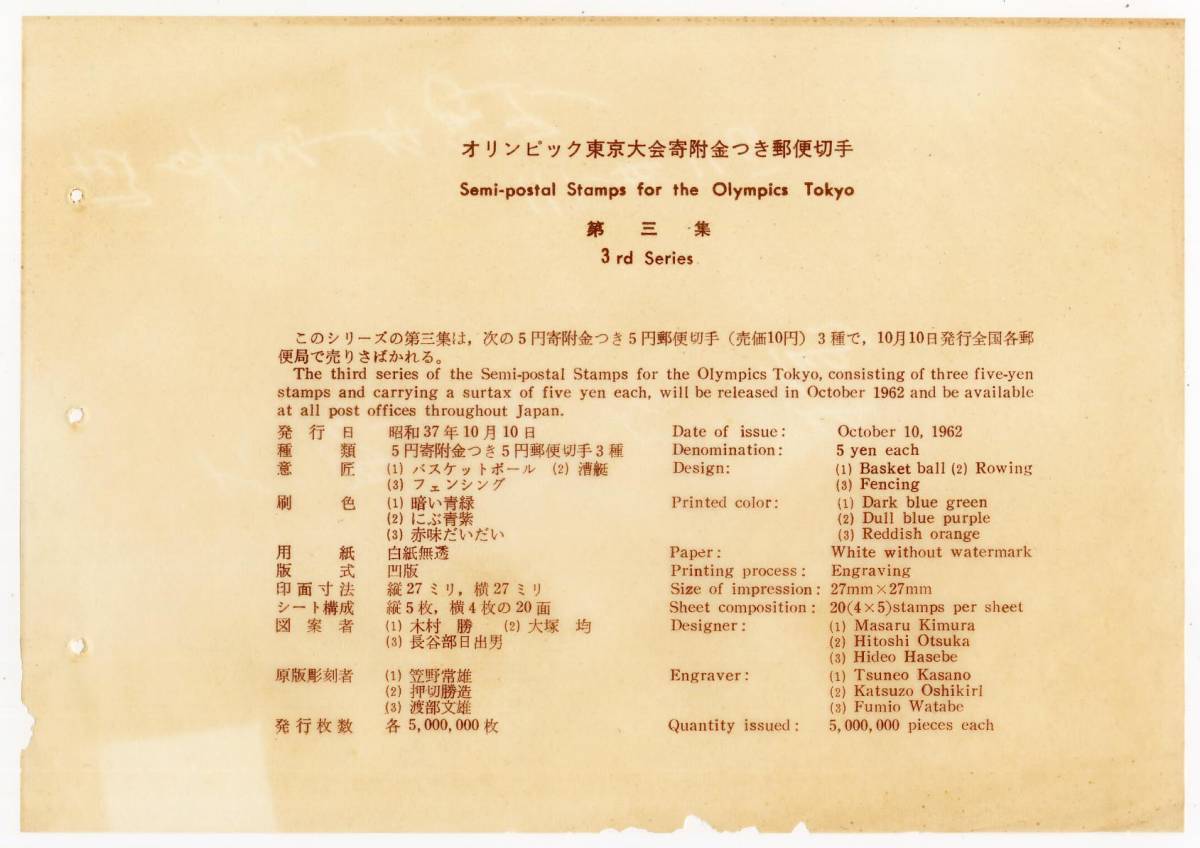 オリンピック東京大会寄附金つき郵便切手
Semi-postal Stamps for the Olympics Tokyo
第三集
3rd Series
このシリーズの第三集は，次の５円寄附金つき５円郵便切手（売価10円）３種で，10月10日発行全国各郵
便局で売りさばかれる。
The third series of the Semi-postal Stamps for the Olympics Tokyo, consisting of three five-yen
stamps and carrying a surtax of five yen each, will be released in October 1962 and be available
at all post offices throughout Japan.
発行日 昭和37年10月10日 Date of issue: October 10, 1962
種類 ５円寄附金つき５円郵便切手３種 Denomination: 5 yen each
意匠 (1) バスケットボール (2) 漕艇 Design: (1) Basket ball (2) Rowing
(3) フェンシング (3) Fencing
刷色 (1) 暗い青緑 Printed color: (1) Dark blue green
(2) にぶ青紫 (2) Dull blue purple
(3) 赤味だいだい (3) Reddish orange
用紙 白紙無透 Paper: White without watermark
版式 凹版 Printing process: Engraving
印面寸法 縦27ミリ，横27ミリ Size of impression: 27mm×27mm
シート構成 縦５枚，横４枚の20面 Sheet composition: 20(4×5)stamps per sheet
図案者 (1) 木村 勝 (2) 大塚 均 Designer: (1) Masaru Kimura
(2) Hitoshi Otsuka
(3) 長谷部日出男 (3) Hideo Hasebe
原版彫刻者 (1) 笠野常雄 Engraver: (1) Tsuneo Kasano
(2) 押切勝造 (2) Katsuzo Oshikiri
(3) 渡部文雄 (3) Fumio Watabe
発行枚数 各 5,000,000枚 Quantity issued: 5,000,000 pieces each